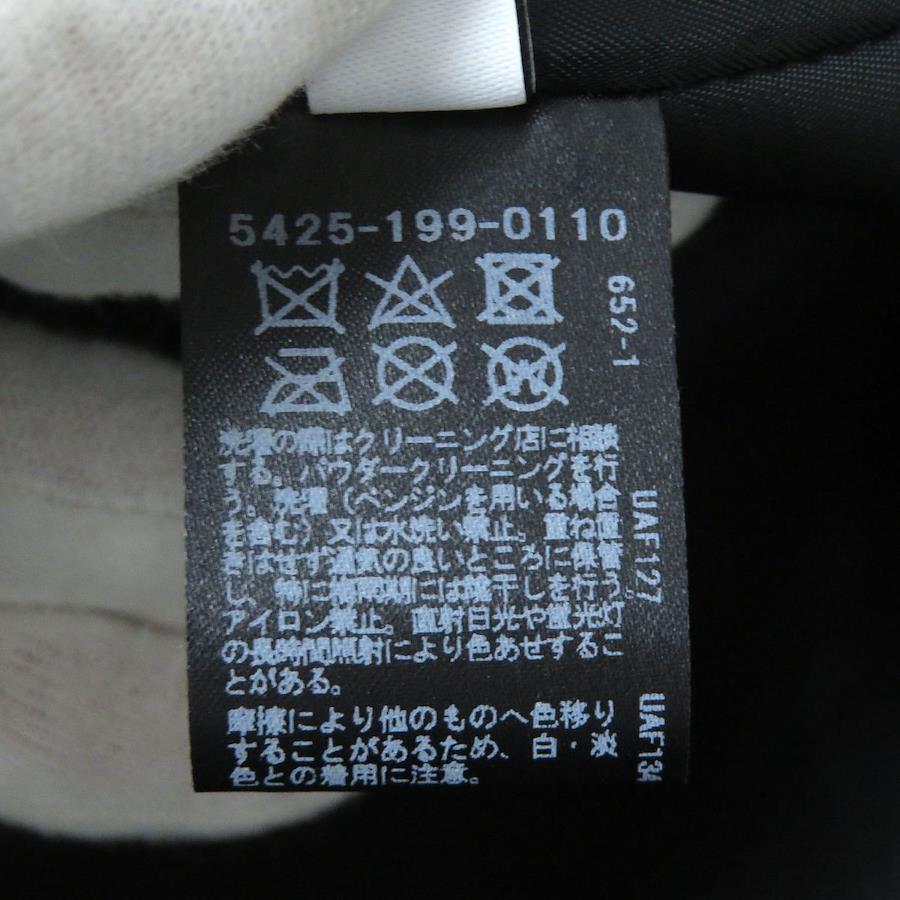 5425-199-0110
652-1
洗濯の際はクリーニング店に相談
する。パウダークリーニングを行
う。洗濯（ベンジンを用いる場合
を含む）又は水洗い禁止。重ね置
きはせず通気の良いところに保管
し、特に梅雨期には陰干しを行う。
アイロン禁止。直射日光や蛍光灯
の長時間照射により色あせするこ
とがある。
摩擦により他のものへ色移り
することがあるため、白・淡
色との着用に注意。
UAF127
UAF134